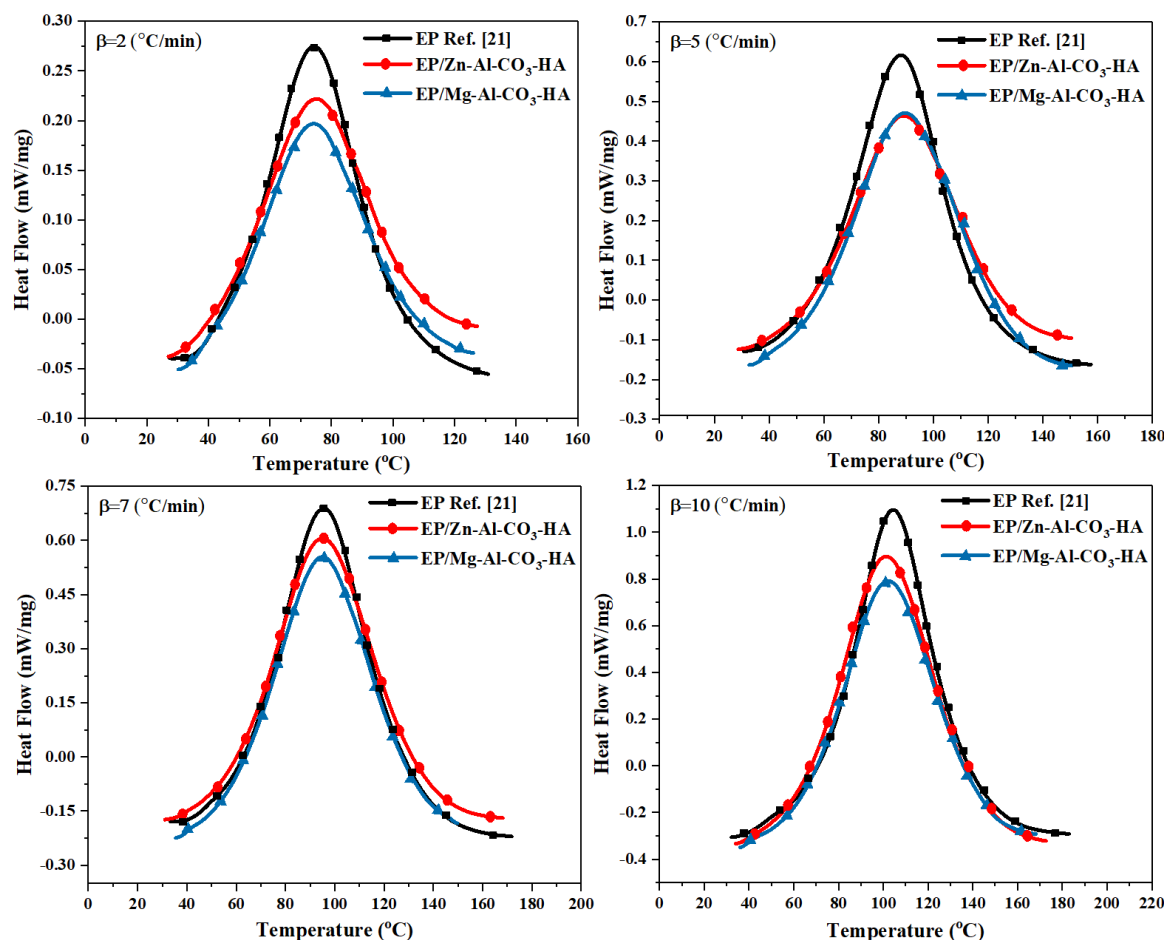 β=2 (°C/min)
EP Ref. [21]
EP/Zn-Al-CO₃-HA
EP/Mg-Al-CO₃-HA
0.30
0.25
0.20
0.15
0.10
0.05
0.00
-0.05
-0.10
Heat Flow (mW/mg)
0 20 40 60 80 100 120 140 160
Temperature (ºC)
β=5 (°C/min)
EP Ref. [21]
EP/Zn-Al-CO₃-HA
EP/Mg-Al-CO₃-HA
0.7
0.6
0.5
0.4
0.3
0.2
0.1
0.0
-0.1
-0.2
-0.3
Heat Flow (mW/mg)
0 20 40 60 80 100 120 140 160 180
Temperature (ºC)
β=7 (°C/min)
EP Ref. [21]
EP/Zn-Al-CO₃-HA
EP/Mg-Al-CO₃-HA
0.75
0.60
0.45
0.30
0.15
0.00
-0.15
-0.30
Heat Flow (mW/mg)
0 20 40 60 80 100 120 140 160 180 200
Temperature (ºC)
β=10 (°C/min)
EP Ref. [21]
EP/Zn-Al-CO₃-HA
EP/Mg-Al-CO₃-HA
1.2
1.0
0.8
0.6
0.4
0.2
0.0
-0.2
-0.4
Heat Flow (mW/mg)
0 20 40 60 80 100 120 140 160 180 200 220
Temperature (ºC)